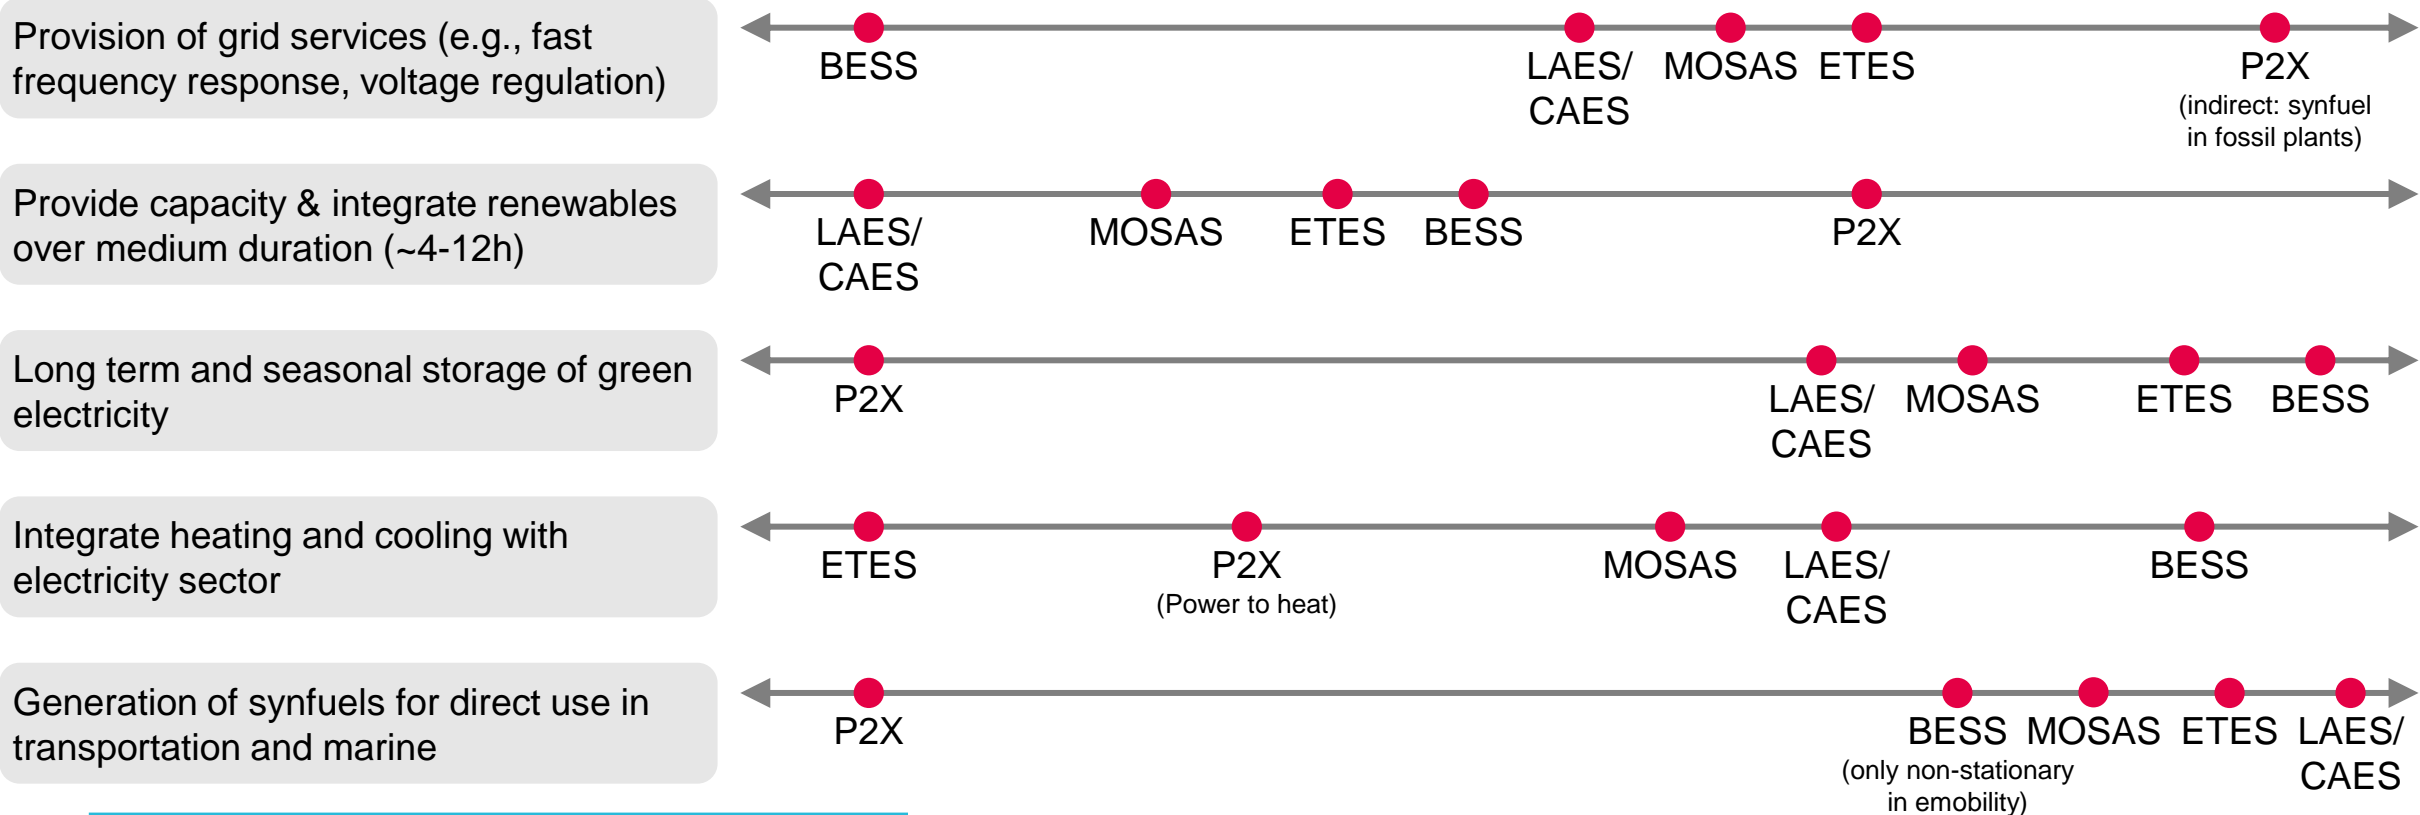 Provision of grid services (e.g., fast
frequency response, voltage regulation)
BESS
LAES/
CAES
MOSAS
ETES
P2X
(indirect: synfuel
in fossil plants)
Provide capacity & integrate renewables
over medium duration (~4-12h)
LAES/
CAES
MOSAS
ETES
BESS
P2X
Long term and seasonal storage of green
electricity
P2X
LAES/
CAES
MOSAS
ETES
BESS
Integrate heating and cooling with
electricity sector
ETES
P2X
(Power to heat)
MOSAS
LAES/
CAES
BESS
Generation of synfuels for direct use in
transportation and marine
P2X
BESS
(only non-stationary
in emobility)
MOSAS
ETES
LAES/
CAES